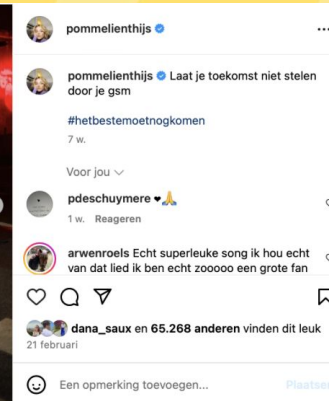 pommelienthijs
pommelienthijs Laat je toekomst niet stelen
door je gsm
#hetbestemoetnogkomen
7 w.
Voor jou
pdeschuymere ❤🙏
1 w. Reageren
arwenroels Echt superleuke song ik hou echt
van dat lied ik ben echt zooooo een grote fan
dana_saux en 65.268 anderen vinden dit leuk
21 februari
Een opmerking toevoegen...
Plaatsen